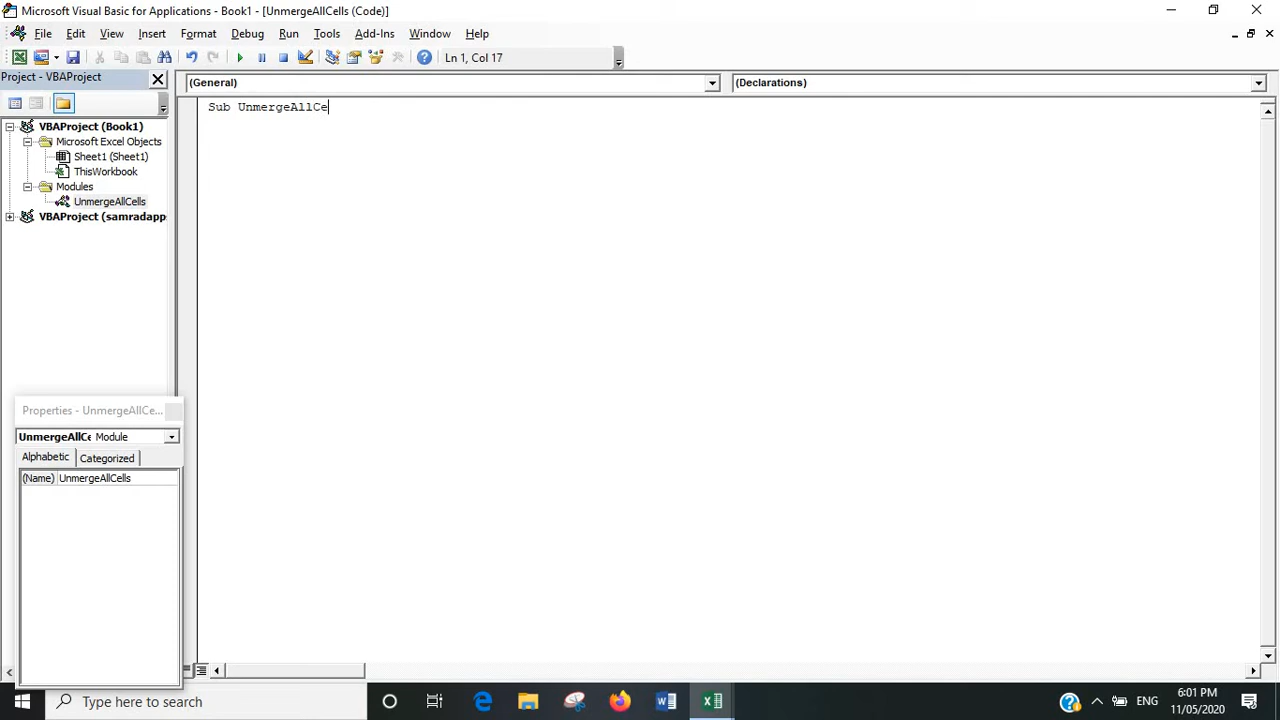 Microsoft Visual Basic for Applications - Book1 - [UnmergeAllCells (Code)]
File Edit View Insert Format Debug Run Tools Add-Ins Window Help
Ln 1, Col 17
Project - VBAProject
(General)
(Declarations)
Sub UnmergeAllCe
VBAProject (Book1)
Microsoft Excel Objects
Sheet1 (Sheet1)
ThisWorkbook
Modules
UnmergeAllCells
VBAProject (samradapps
Properties - UnmergeAllCe...
UnmergeAllCe Module
Alphabetic Categorized
(Name) UnmergeAllCells
Type here to search
ENG
6:01 PM
11/05/2020